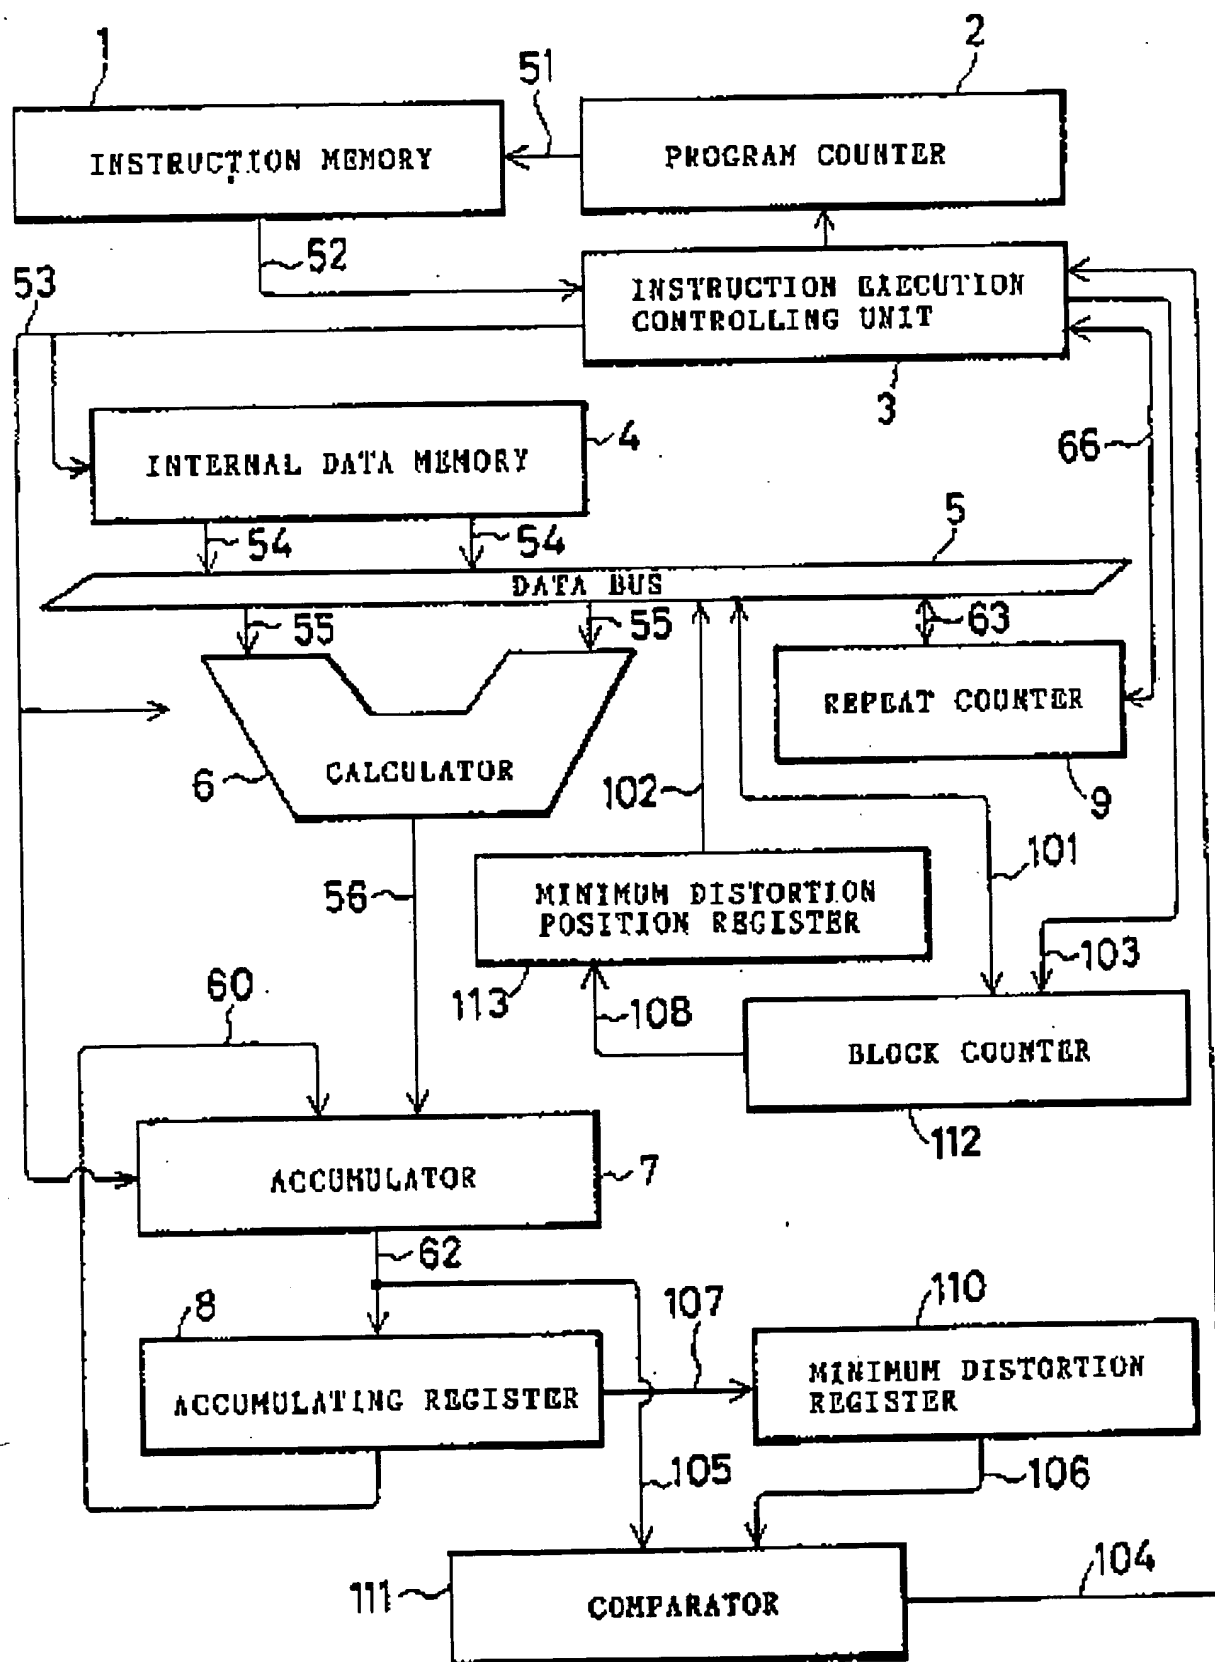 1
2
51
INSTRUCTION MEMORY
PROGRAM COUNTER
52
53
INSTRUCTION EXECUTION
CONTROLLING UNIT
3
4
66
INTERNAL DATA MEMORY
54
54
5
DATA BUS
55
55
63
REPEAT COUNTER
6
CALCULATOR
102
9
101
56
MINIMUM DISTORTION
POSITION REGISTER
103
60
113
108
BLOCK COUNTER
112
ACCUMULATOR
7
62
8
107
110
MINIMUM DISTORTION
REGISTER
ACCUMULATING REGISTER
105
106
104
111
COMPARATOR